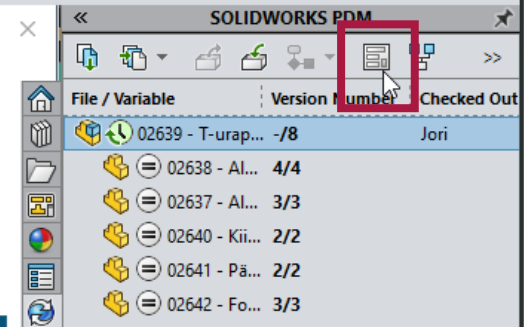 SOLIDWORKS PDM
File / Variable Version Number Checked Out
02639 - T-urap... -/8 Jori
02638 - Al... 4/4
02637 - Al... 3/3
02640 - Kii... 2/2
02641 - Pä... 2/2
02642 - Fo... 3/3